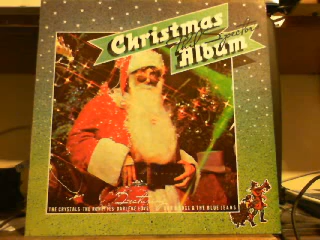 Christmas
Phil Spector
Album
THE CRYSTALS THE RONETTES DARLENE LOVE BOB B SOXX & THE BLUE JEANS